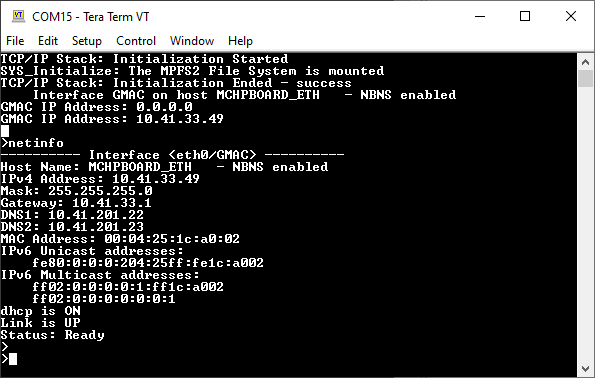 COM15 - Tera Term VT
File Edit Setup Control Window Help
TCP/IP Stack: Initialization Started
SYS_Initialize: The MPFS2 File System is mounted
TCP/IP Stack: Initialization Ended - success
    Interface GMAC on host MCHPBOARD_ETH   - NBNS enabled
GMAC IP Address: 0.0.0.0
GMAC IP Address: 10.41.33.49
>netinfo
---------- Interface <eth0/GMAC> ----------
Host Name: MCHPBOARD_ETH   - NBNS enabled
IPv4 Address: 10.41.33.49
Mask: 255.255.255.0
Gateway: 10.41.33.1
DNS1: 10.41.201.22
DNS2: 10.41.201.23
MAC Address: 00:04:25:1c:a0:02
IPv6 Unicast addresses:
    fe80:0:0:0:204:25ff:fe1c:a002
IPv6 Multicast addresses:
    ff02:0:0:0:0:1:ff1c:a002
    ff02:0:0:0:0:0:0:1
dhcp is ON
Link is UP
Status: Ready
>
>